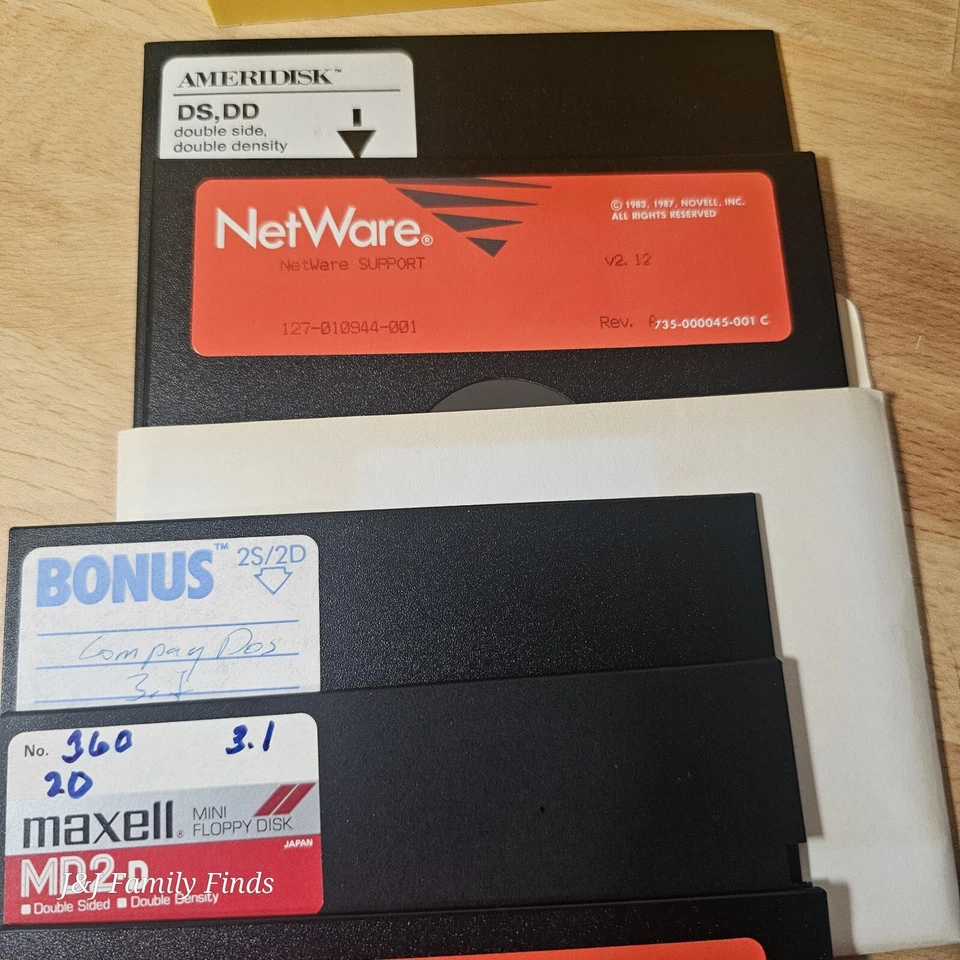 AMERIDISK™
DS,DD
double side,
double density
NetWare®
© 1983, 1987, NOVELL, INC.
ALL RIGHTS RESERVED
NetWare SUPPORT
v2.12
127-010944-001
Rev. 735-000045-001 C
BONUS™ 2S/2D
Compaq Dos
No. 360 3.1
20
maxell® MINI
FLOPPY DISK
JAPAN
MD2-D
J&J Family Finds
Double Sided Double Density